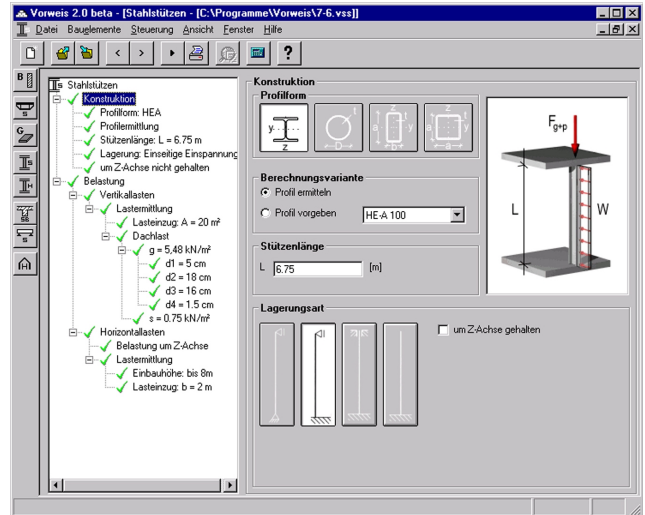 Vorweis 2.0 beta - [Stahlstützen - [C:\Programme\Vorweis\7-6.vss]]
Datei Bauelemente Steuerung Ansicht Fenster Hilfe
< > ?
B
S
G
S
H
S
H
Stahlstützen
Konstruktion
Profilform: HEA
Profilermittlung
Stützenlänge: L = 6.75 m
Lagerung: Einseitige Einspannung
um Z-Achse nicht gehalten
Belastung
Vertikallasten
Lastermittlung
Lasteinzug: A = 20 m²
Dachlast
g = 5,48 kN/m²
d1 = 5 cm
d2 = 18 cm
d3 = 16 cm
d4 = 1.5 cm
s = 0.75 kN/m²
Horizontallasten
Belastung um Z-Achse
Lastermittlung
Einbauhöhe: bis 8m
Lasteinzug: b = 2 m
Konstruktion
Profilform
y z
t D
z t a b
z t a a
Berechnungsvariante
Profil ermitteln
Profil vorgeben HE-A 100
Stützenlänge
L 6.75 [m]
Fg+p
L W
Lagerungsart
um Z-Achse gehalten